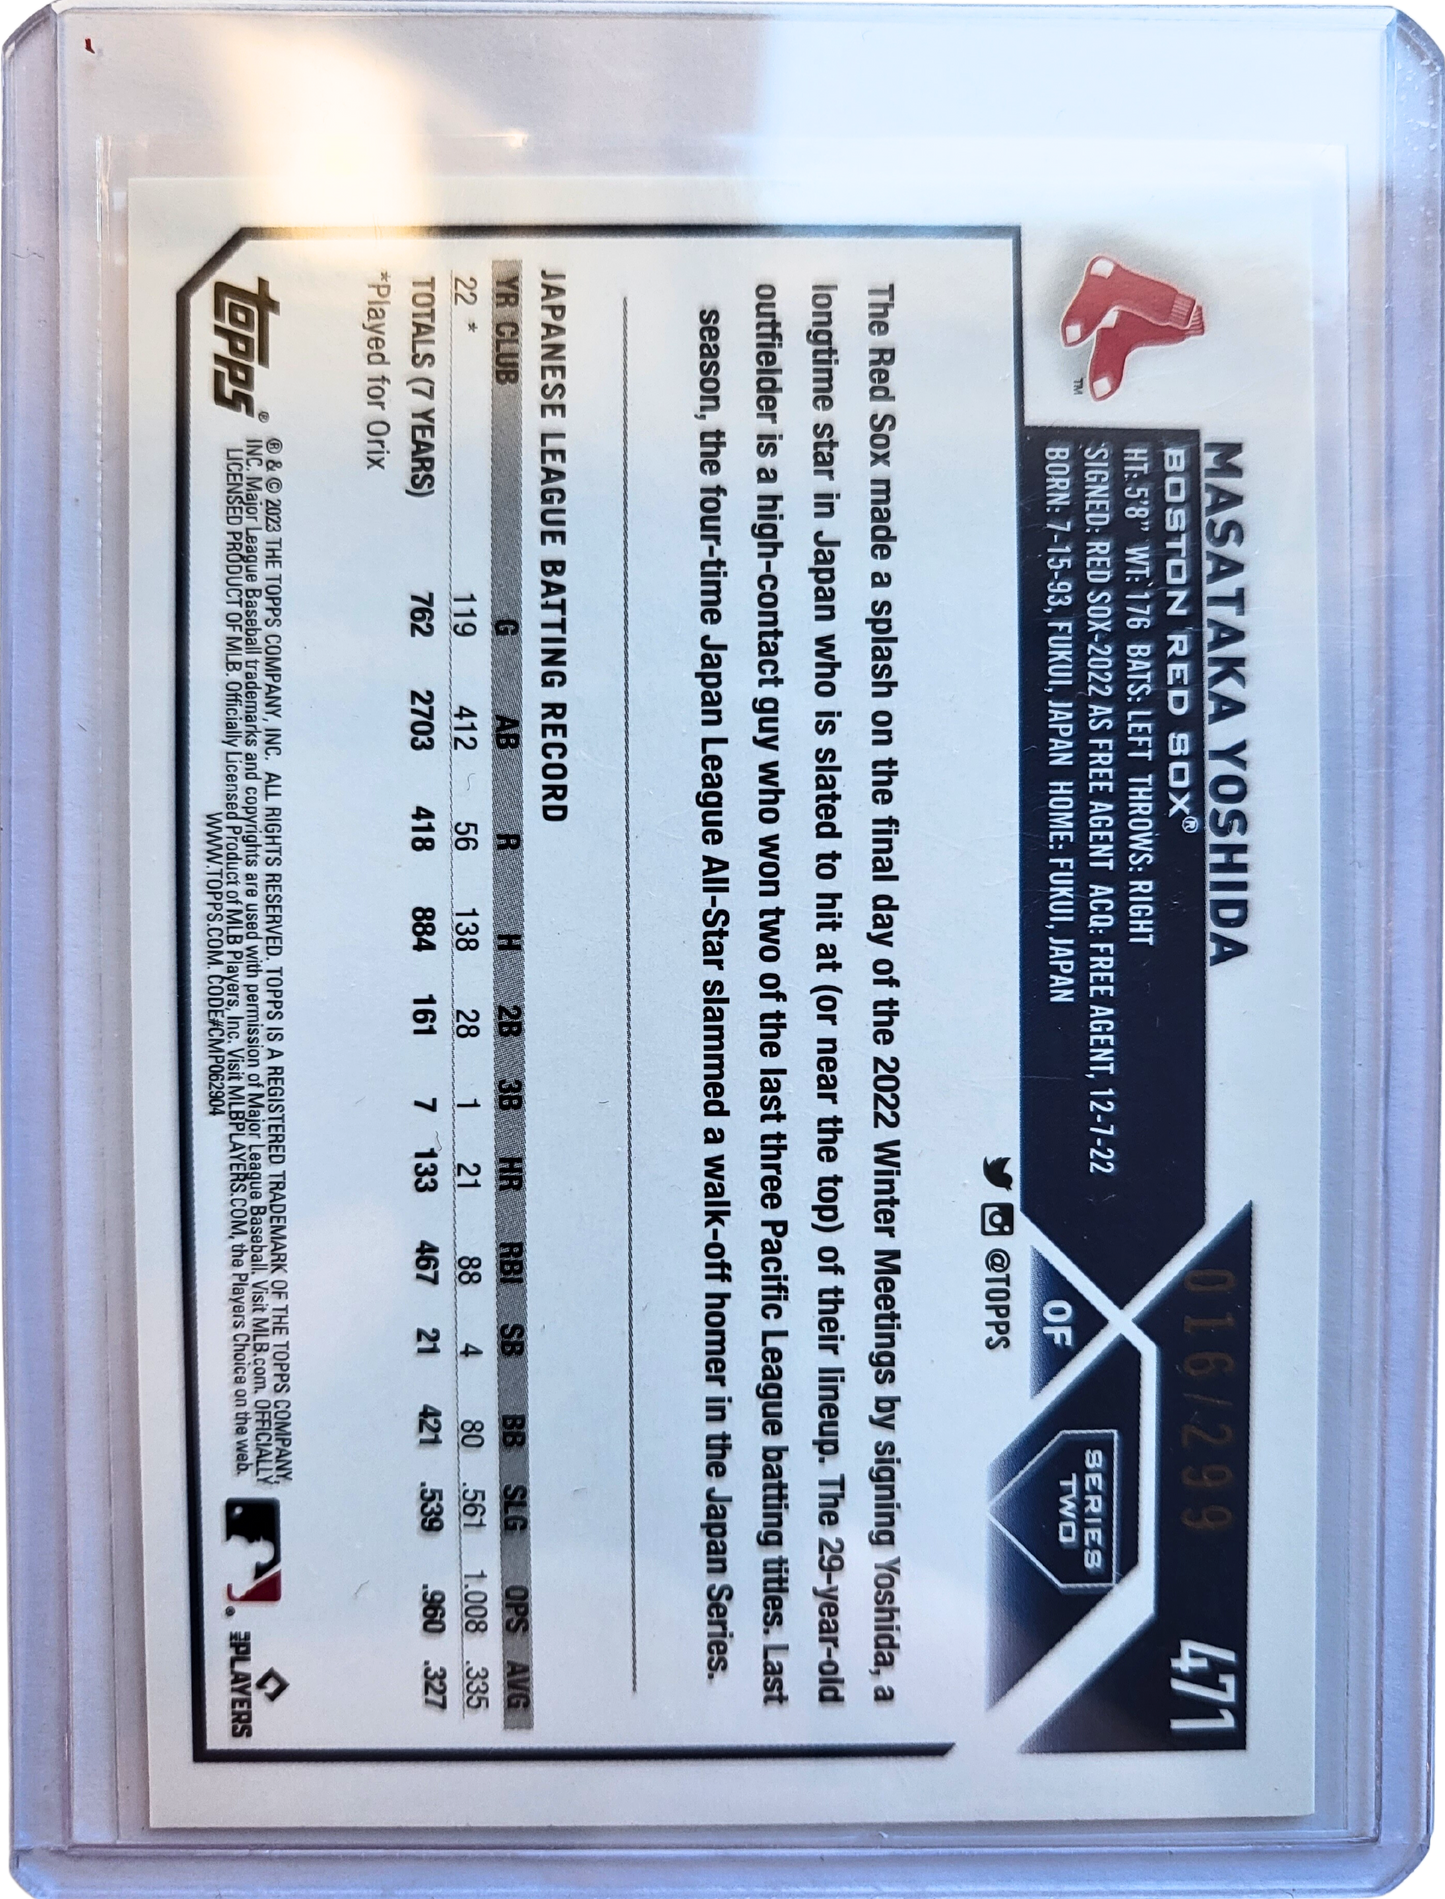 MASATAKA YOSHIDA
BOSTON RED SOX®
HT: 5'8" WT: 176 BATS: LEFT THROWS: RIGHT
SIGNED: RED SOX-2022 AS FREE AGENT ACQ: FREE AGENT, 12-7-22
BORN: 7-15-93, FUKUI, JAPAN HOME: FUKUI, JAPAN
TM
016/299
471
OF
SERIES
TWO
@TOPPS
The Red Sox made a splash on the final day of the 2022 Winter Meetings by signing Yoshida, a
longtime star in Japan who is slated to hit at (or near the top) of their lineup. The 29-year-old
outfielder is a high-contact guy who won two of the last three Pacific League batting titles. Last
season, the four-time Japan League All-Star slammed a walk-off homer in the Japan Series.
JAPANESE LEAGUE BATTING RECORD
YR CLUB G AB R H 2B 3B HR RBI SB BB SLG OPS AVG
22 * 119 412 56 138 28 1 21 88 4 80 .561 1.008 .335
TOTALS (7 YEARS) 762 2703 418 884 161 7 133 467 21 421 .539 .960 .327
*Played for Orix
topps®
® & © 2023 THE TOPPS COMPANY, INC. ALL RIGHTS RESERVED. TOPPS IS A REGISTERED TRADEMARK OF THE TOPPS COMPANY,
INC. Major League Baseball trademarks and copyrights are used with permission of Major League Baseball. Visit MLB.com. OFFICIALLY
LICENSED PRODUCT OF MLB. Officially Licensed Product of MLB Players, Inc. Visit MLBPLAYERS.COM, the Players Choice on the web.
WWW.TOPPS.COM. CODE#CMP062904
MLB PLAYERS